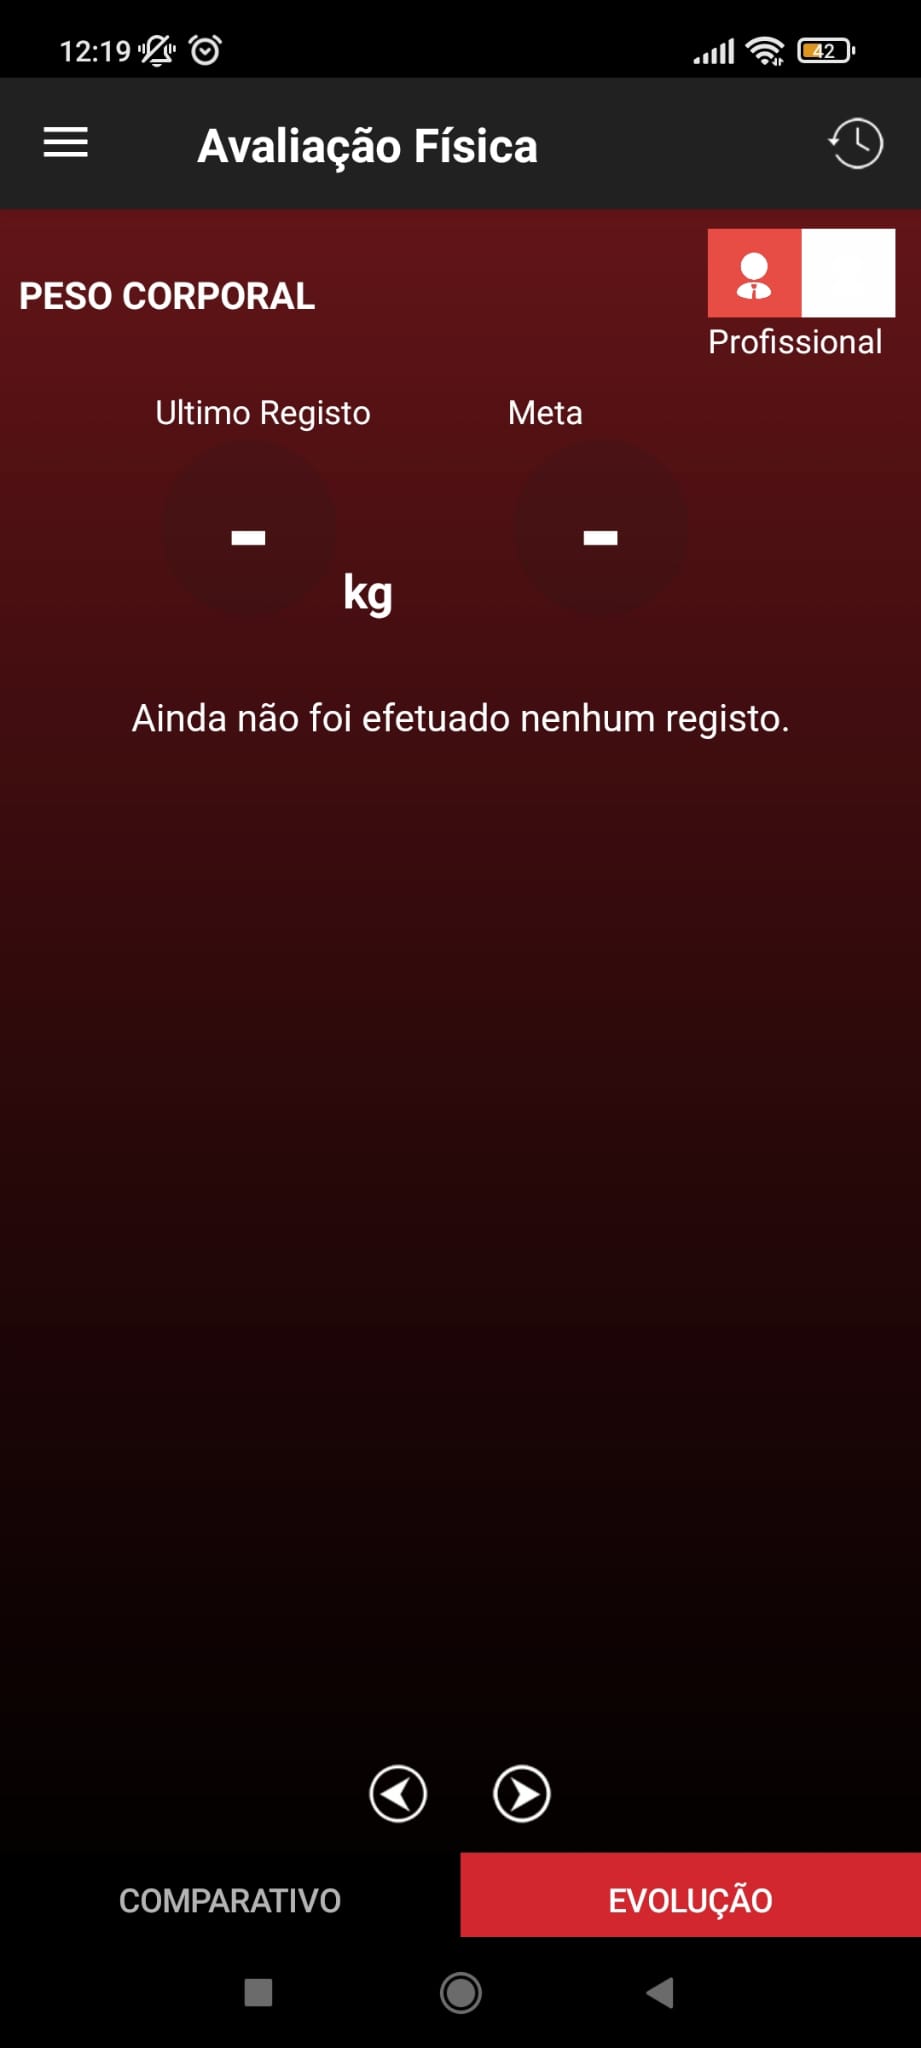 12:19
42
Avaliação Física
PESO CORPORAL
Profissional
Ultimo Registo
Meta
-
-
kg
Ainda não foi efetuado nenhum registo.
COMPARATIVO
EVOLUÇÃO